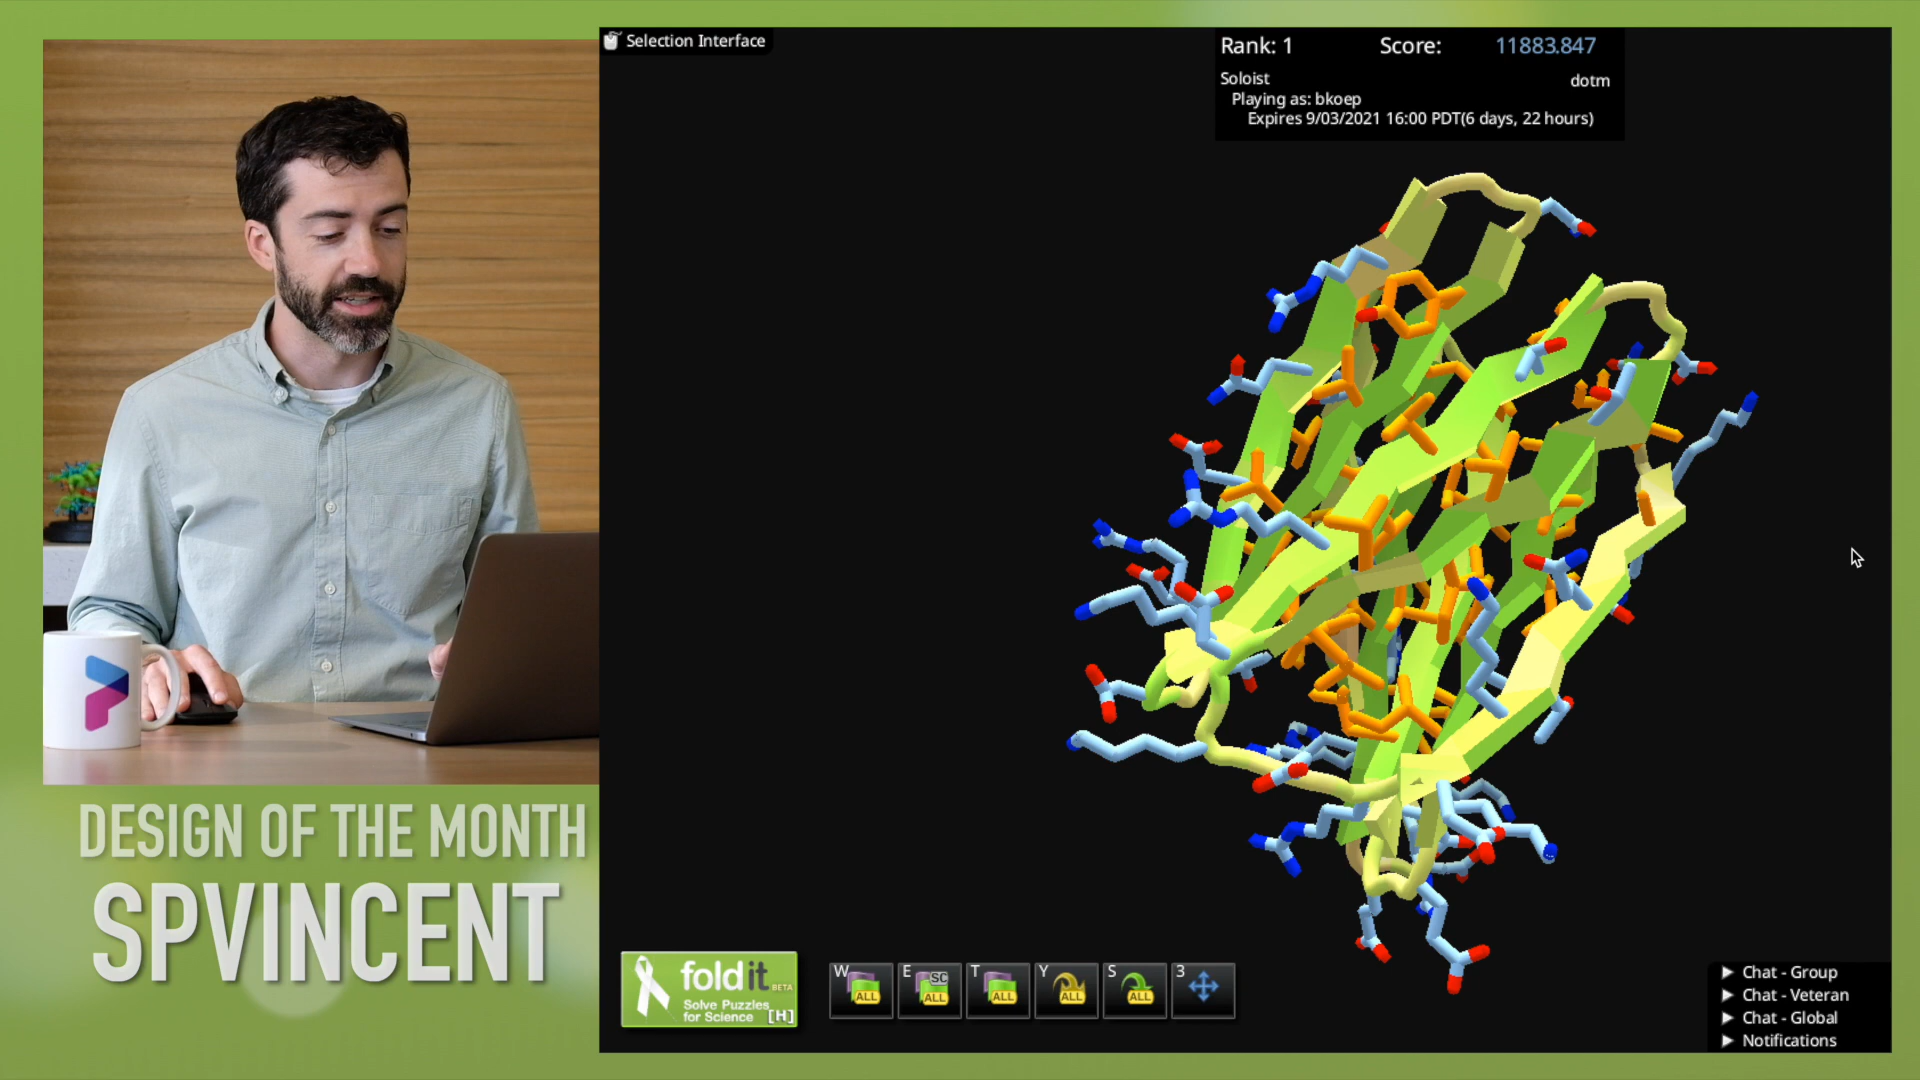 Selection Interface
Rank: 1 Score: 11883.847
Soloist dotm
Playing as: bkoep
Expires 9/03/2021 16:00 PDT(6 days, 22 hours)
DESIGN OF THE MONTH
SPVINCENT
foldit BETA
Solve Puzzles
for Science [H]
W ALL
E SC ALL
T ALL
Y ALL
S ALL
3
Chat - Group
Chat - Veteran
Chat - Global
Notifications